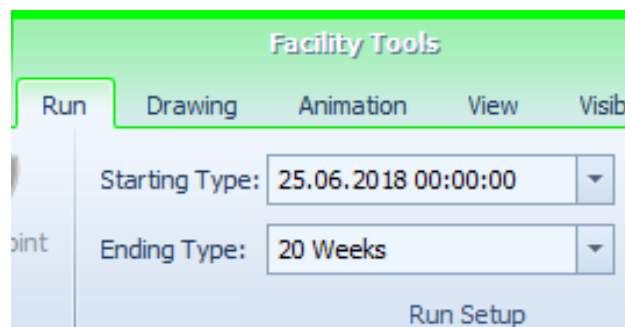 Facility Tools
Run Drawing Animation View
Starting Type: 25.06.2018 00:00:00
Ending Type: 20 Weeks
Run Setup